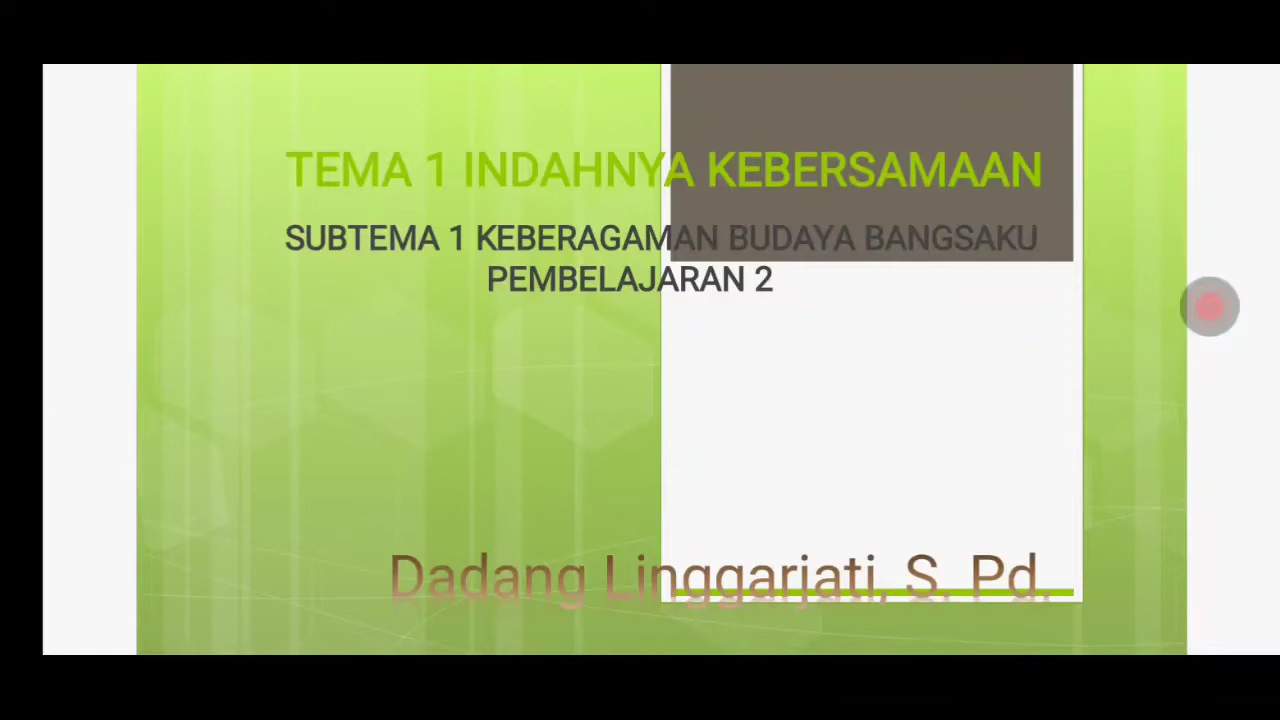 TEMA 1 INDAHNYA KEBERSAMAAN
SUBTEMA 1 KEBERAGAMAN BUDAYA BANGSAKU
PEMBELAJARAN 2
Dadang Linggarjati, S. Pd.